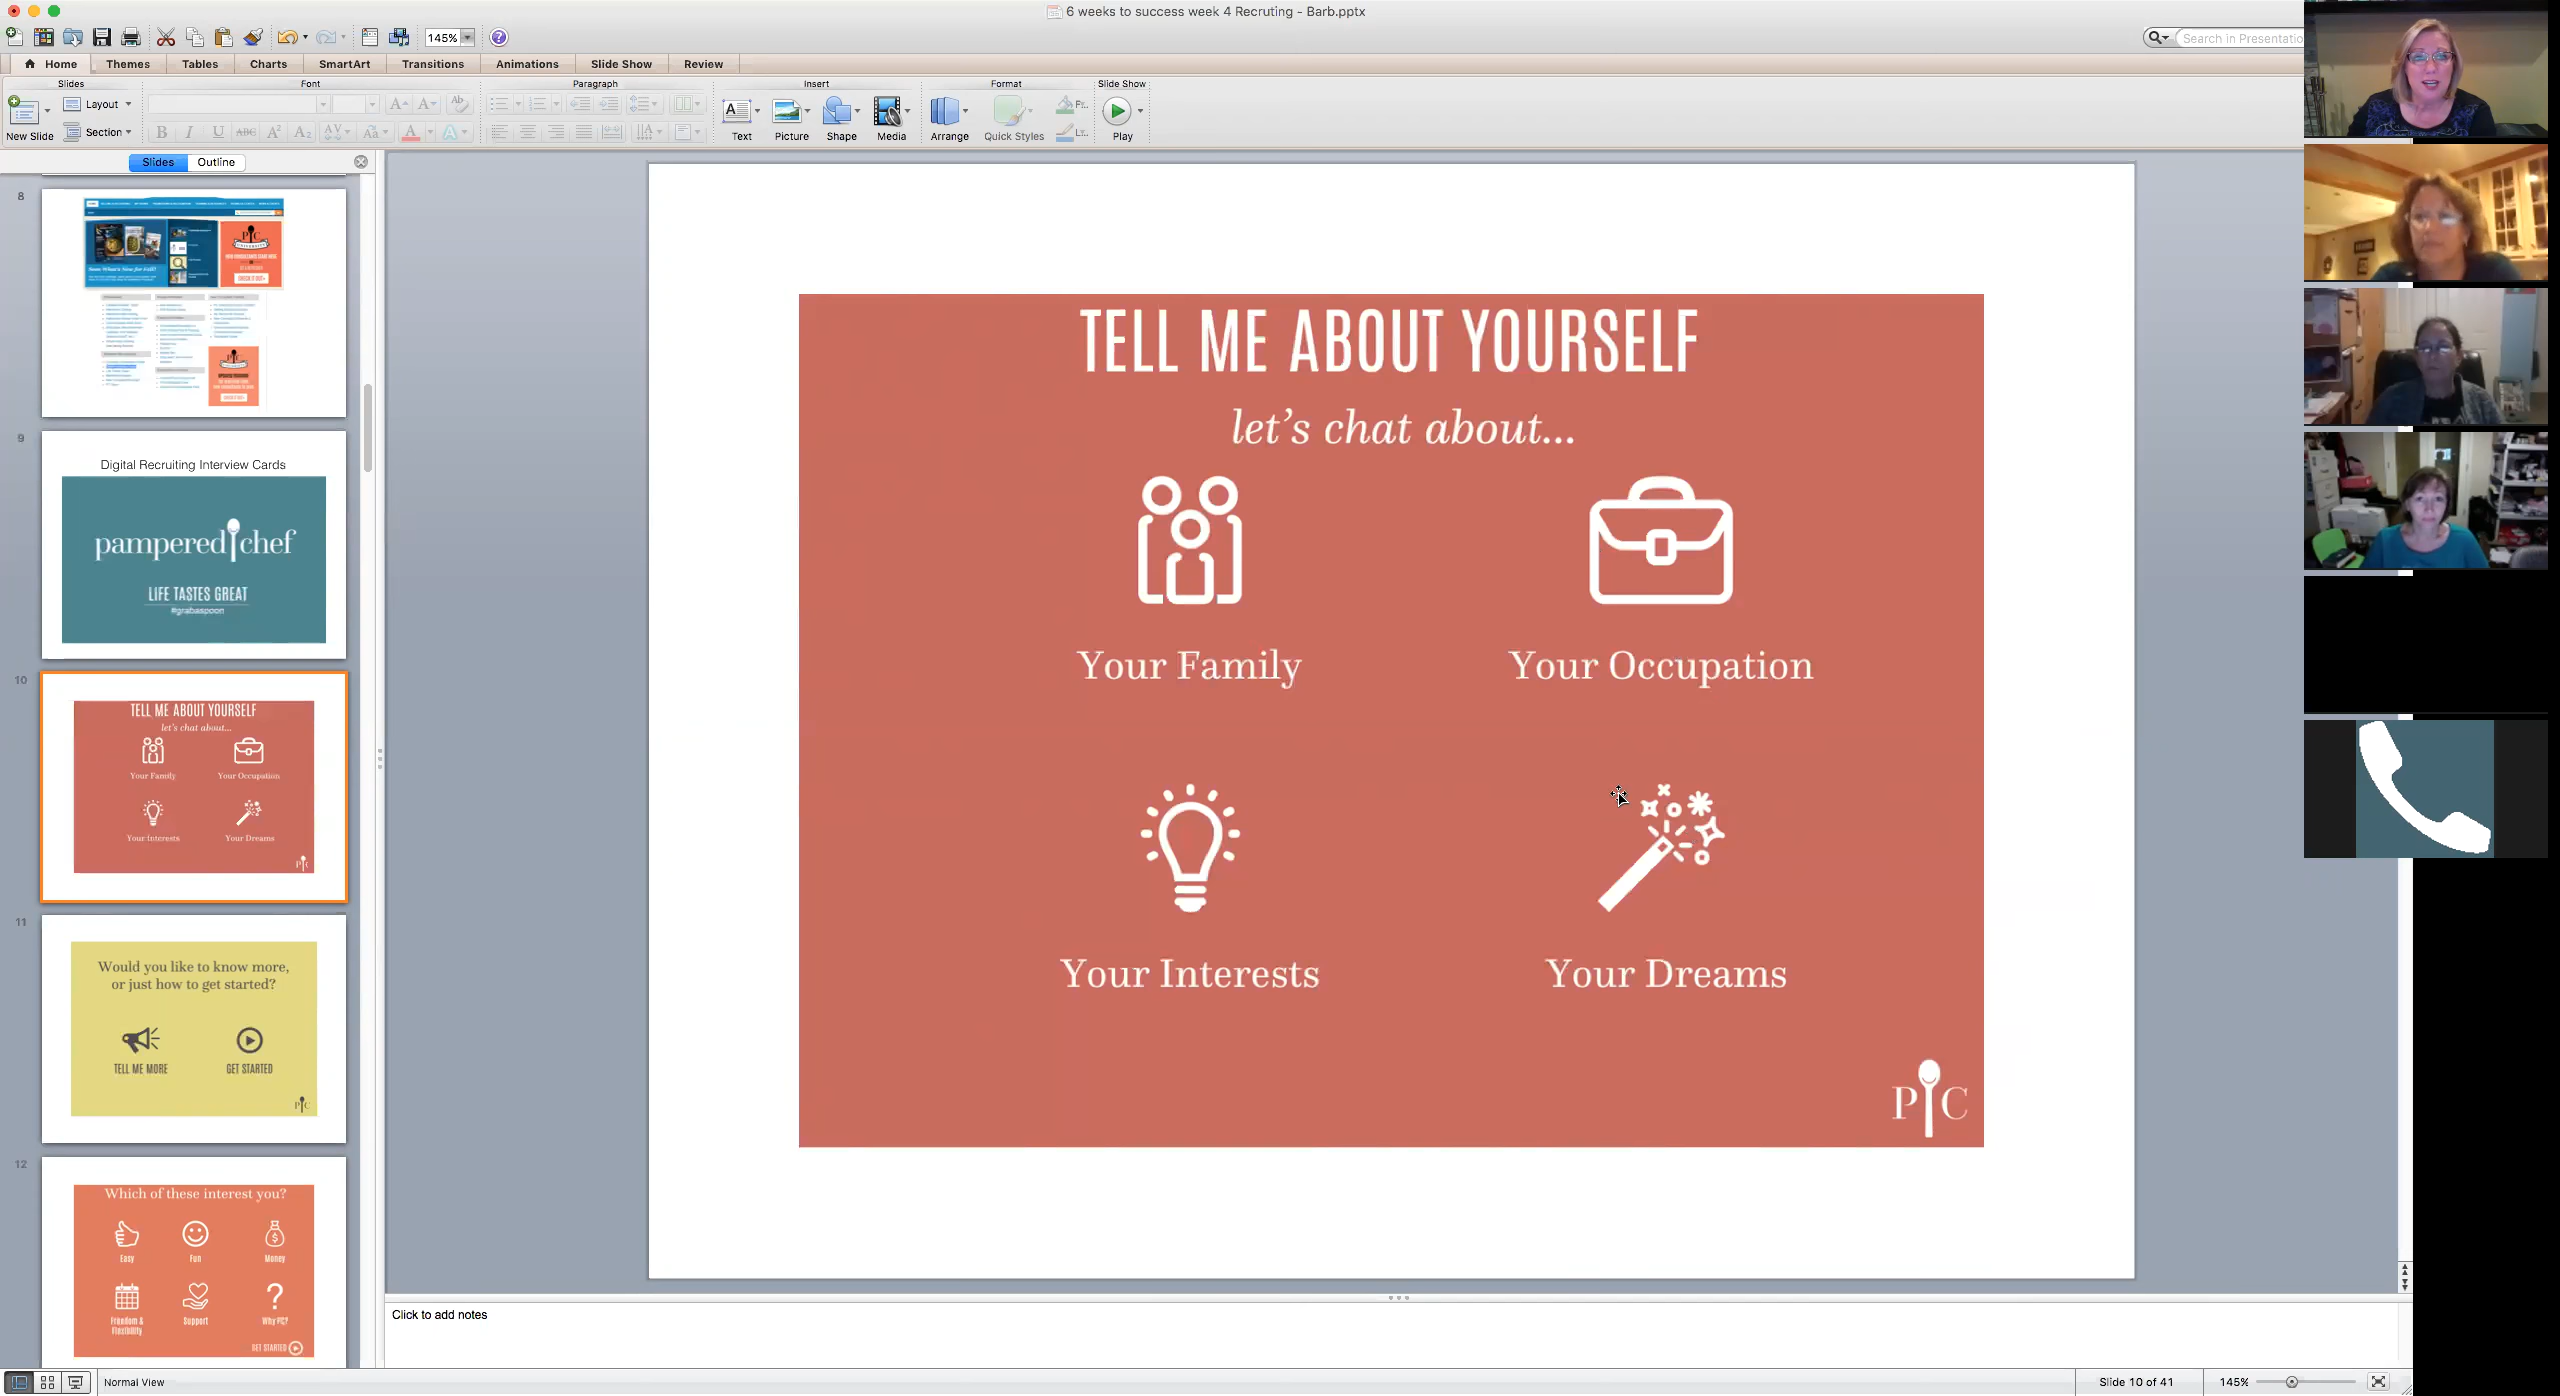 6 weeks to success week 4 Recruting - Barb.pptx
145%
Search in Presentatio
Home
Themes
Tables
Charts
SmartArt
Transitions
Animations
Slide Show
Review
Slides
Font
Paragraph
Insert
Format
Slide Show
New Slide
Layout
Section
Text
Picture
Shape
Media
Arrange
Quick Styles
Play
Slides
Outline
8
9
Digital Recruiting Interview Cards
pampered chef
LIFE TASTES GREAT
#grabaspoon
10
TELL ME ABOUT YOURSELF
let's chat about...
Your Family
Your Occupation
Your Interests
Your Dreams
11
Would you like to know more,
or just how to get started?
TELL ME MORE
GET STARTED
PC
12
Which of these interest you?
Easy
Fun
Money
Freedom &
Flexibility
Support
Why PC?
GET STARTED
TELL ME ABOUT YOURSELF
let's chat about...
Your Family
Your Occupation
Your Interests
Your Dreams
PC
Click to add notes
Normal View
Slide 10 of 41
145%